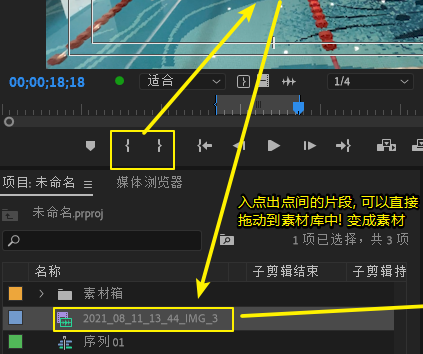 00;00;18;18
适合
1/4
项目: 未命名
媒体浏览器
入点出点间的片段, 可以直接
拖动到素材库中! 变成素材
未命名.prproj
1 项已选择，共 3 项
名称
子剪辑结束
子剪辑持
素材箱
2021_08_11_13_44_IMG_3
序列 01